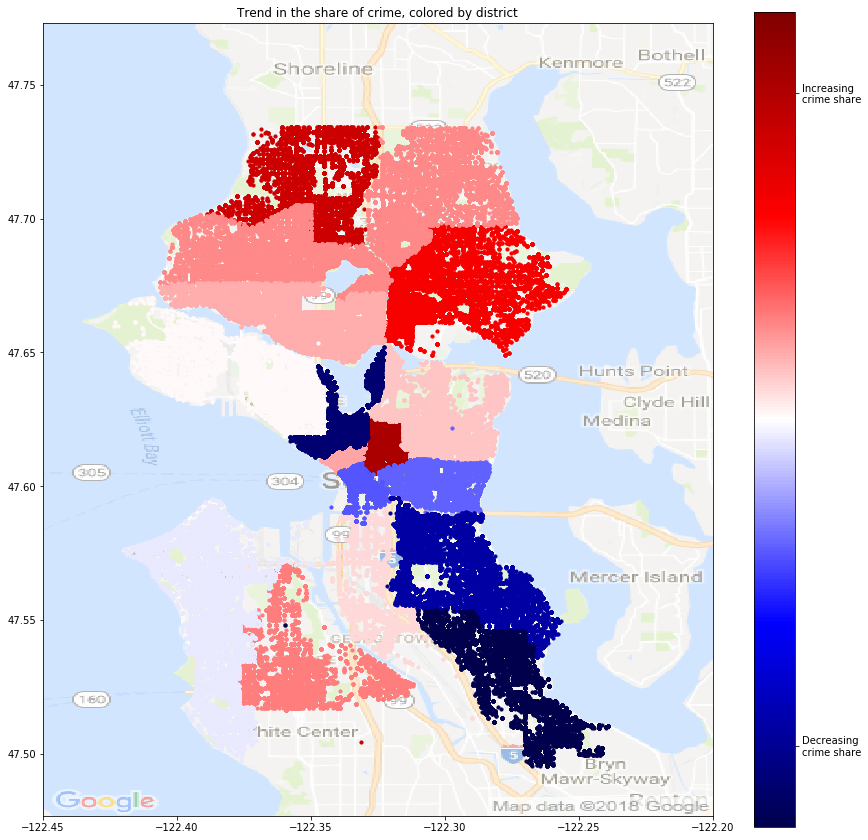 Trend in the share of crime, colored by district
Bothell
Kenmore
Shoreline
522
47.75
Increasing
crime share
47.70
99
47.65
520
Hunts Point
Clyde Hill
Medina
Elliott Bay
305
304
47.60
99
5
Mercer Island
47.55
160
99
hite Center
5
47.50
Bryn
Mawr-Skyway
Decreasing
crime share
Google
Map data ©2018 Google
−122.45
−122.40
−122.35
−122.30
−122.25
−122.20